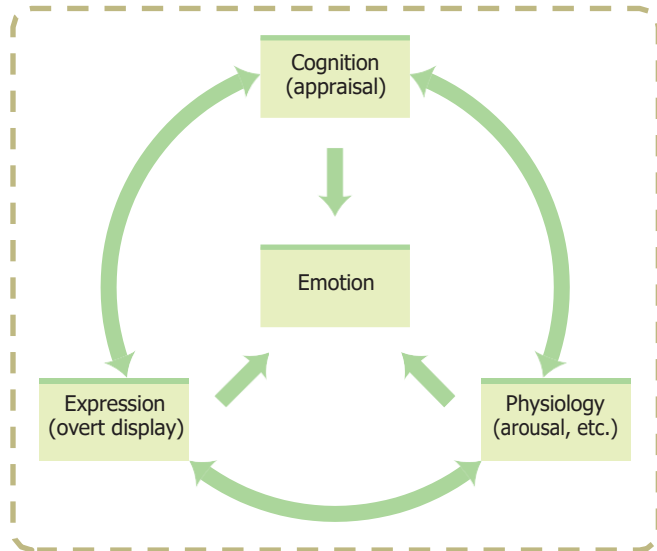 Cognition
(appraisal)
Emotion
Expression
(overt display)
Physiology
(arousal, etc.)